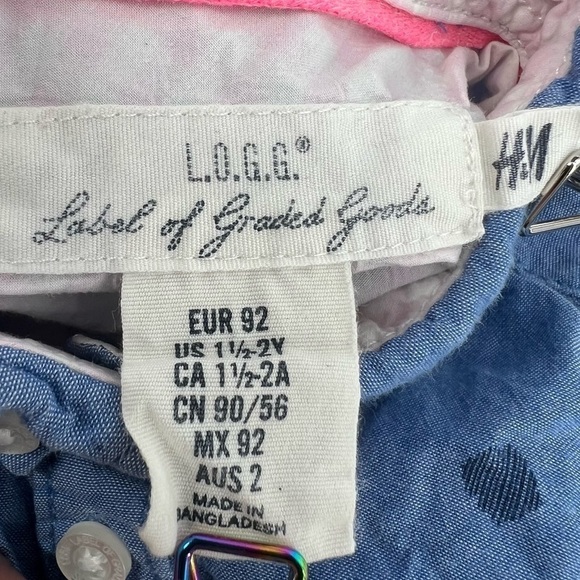 L.O.G.G.®
Label of Graded Goods
H&M
EUR 92
US 1½-2Y
CA 1½-2A
CN 90/56
MX 92
AUS 2
MADE IN
BANGLADESH